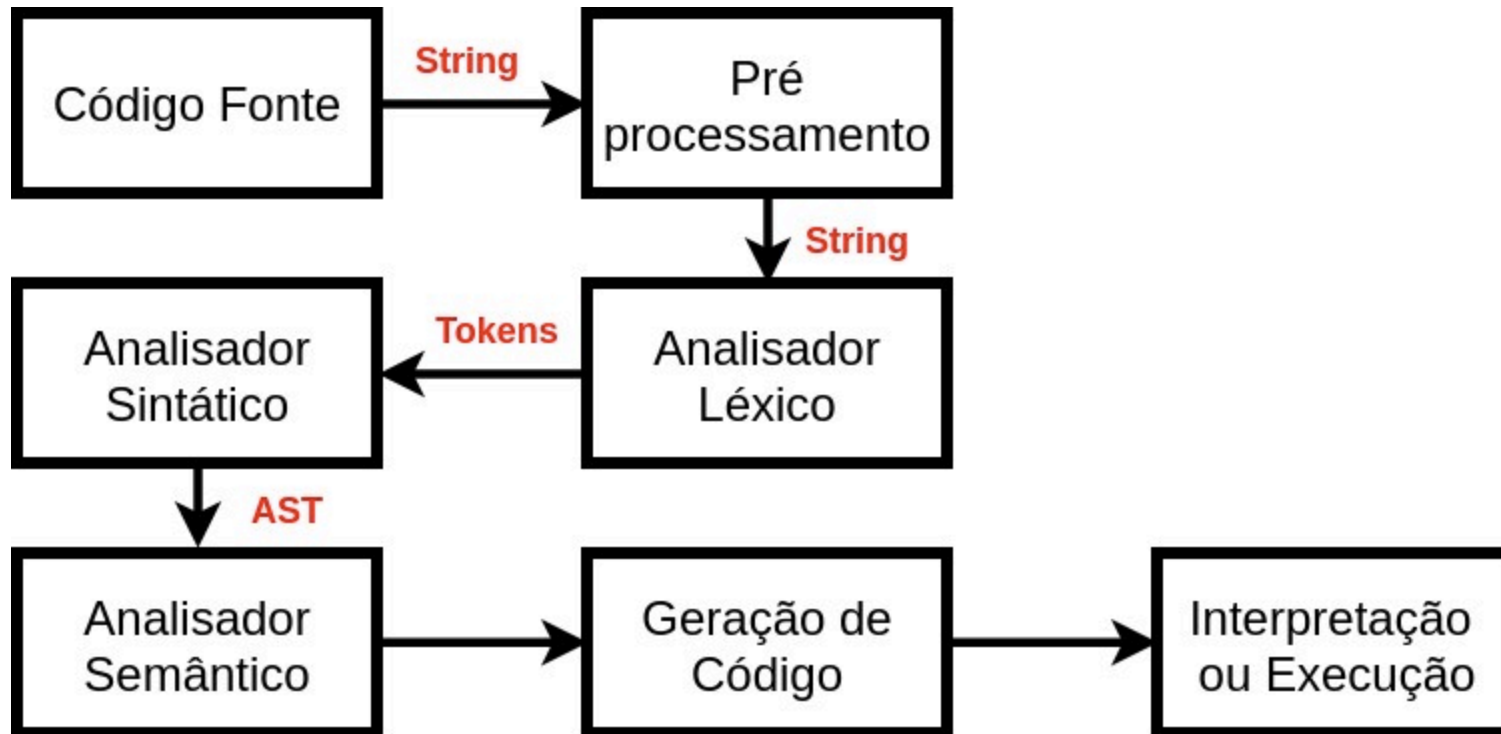 Código Fonte
String
Pré
processamento
String
Analisador
Léxico
Tokens
Analisador
Sintático
AST
Analisador
Semântico
Geração de
Código
Interpretação
ou Execução